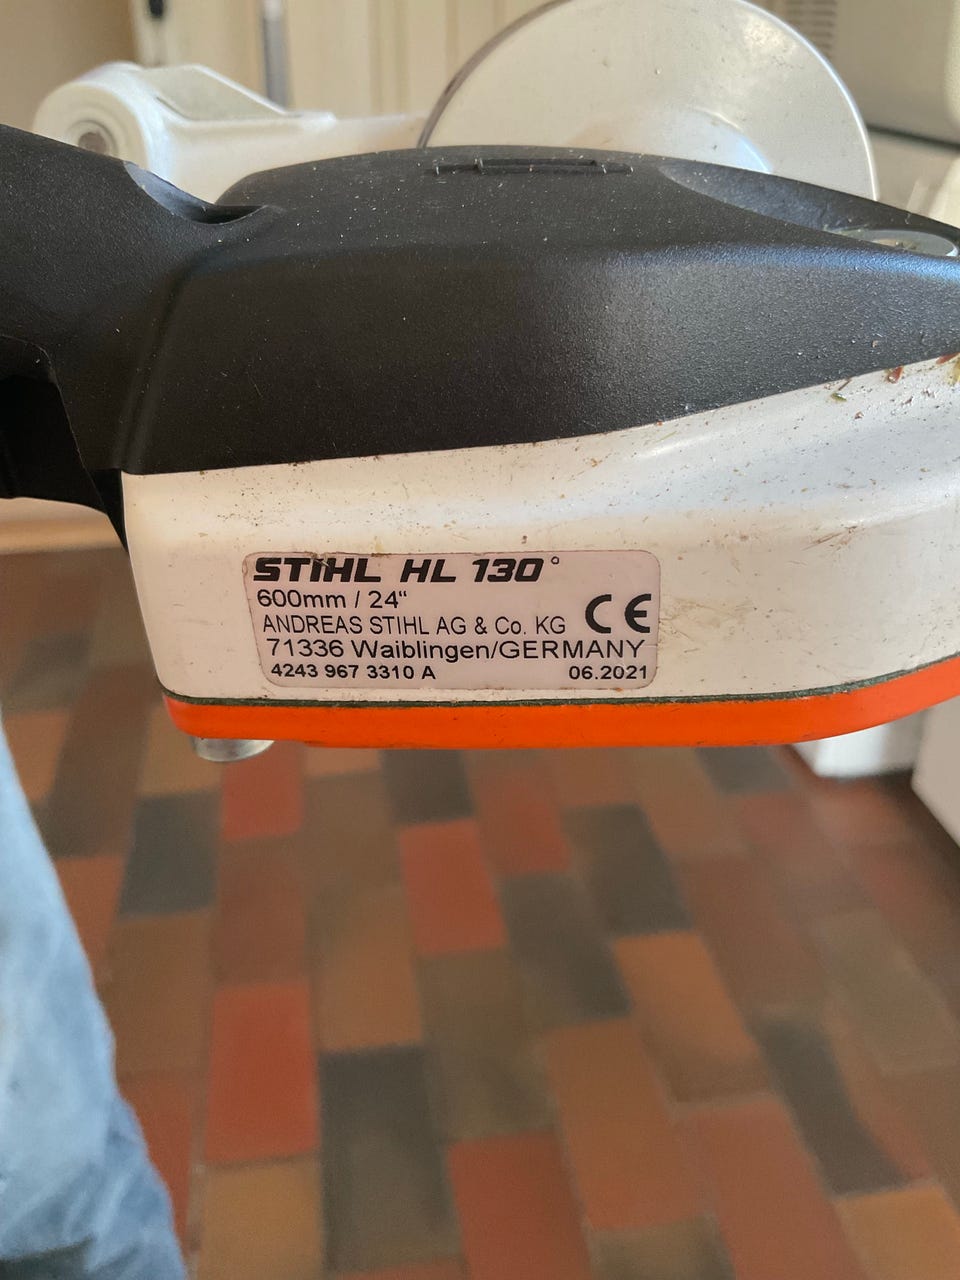 STIHL HL 130°
600mm / 24“
ANDREAS STIHL AG & Co. KG CE
71336 Waiblingen/GERMANY
4243 967 3310 A 06.2021